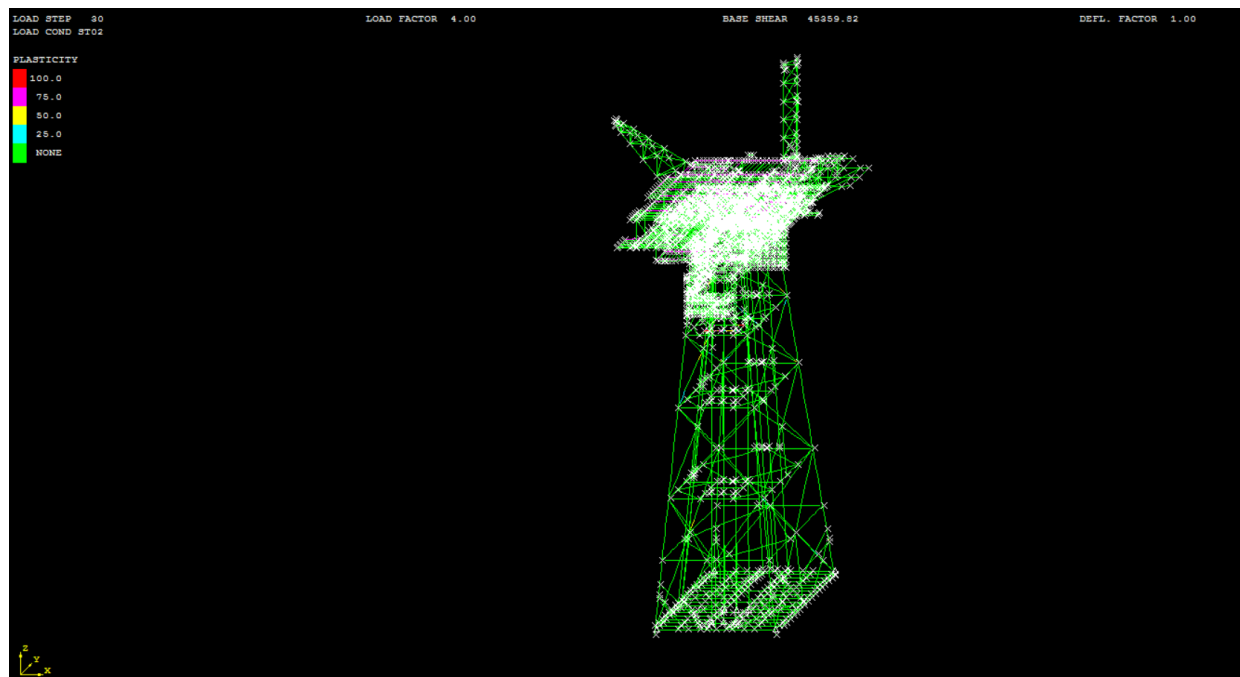 LOAD STEP 30 LOAD FACTOR 4.00 BASE SHEAR 45359.82 DEFL. FACTOR 1.00
LOAD COND ST02
PLASTICITY
100.0
75.0
50.0
25.0
NONE
Z
Y
X